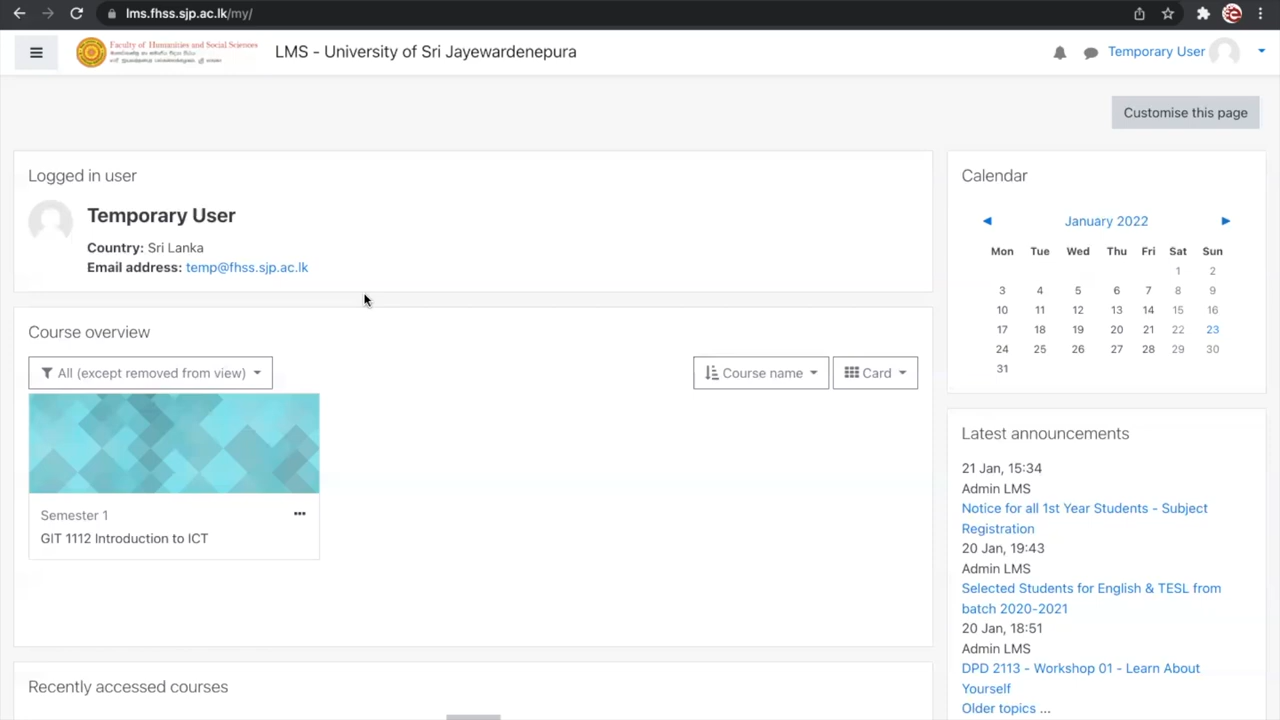 lms.fhss.sjp.ac.lk/my/
Faculty of Humanities and Social Sciences
LMS - University of Sri Jayewardenepura
Temporary User
Customise this page
Logged in user
Temporary User
Country: Sri Lanka
Email address: temp@fhss.sjp.ac.lk
Course overview
All (except removed from view)
Course name
Card
Semester 1
GIT 1112 Introduction to ICT
Recently accessed courses
Calendar
January 2022
Mon Tue Wed Thu Fri Sat Sun
1 2
3 4 5 6 7 8 9
10 11 12 13 14 15 16
17 18 19 20 21 22 23
24 25 26 27 28 29 30
31
Latest announcements
21 Jan, 15:34
Admin LMS
Notice for all 1st Year Students - Subject
Registration
20 Jan, 19:43
Admin LMS
Selected Students for English & TESL from
batch 2020-2021
20 Jan, 18:51
Admin LMS
DPD 2113 - Workshop 01 - Learn About
Yourself
Older topics ...